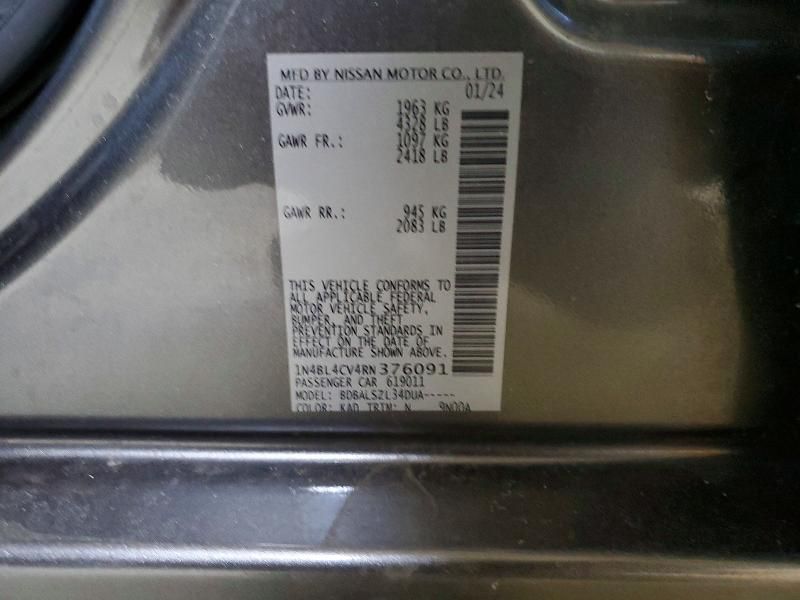 MFD BY NISSAN MOTOR CO., LTD.
DATE: 01/24
GVWR: 1963 KG
4328 LB
GAWR FR.: 1097 KG
2418 LB
GAWR RR.: 945 KG
2083 LB
THIS VEHICLE CONFORMS TO
ALL APPLICABLE FEDERAL
MOTOR VEHICLE SAFETY,
BUMPER, AND THEFT
PREVENTION STANDARDS IN
EFFECT ON THE DATE OF
MANUFACTURE SHOWN ABOVE.
1N4BL4CV4RN376091
PASSENGER CAR 619011
MODEL: BDBALSZL34DUA-----
COLOR: KAD TRIM: N 9N00A